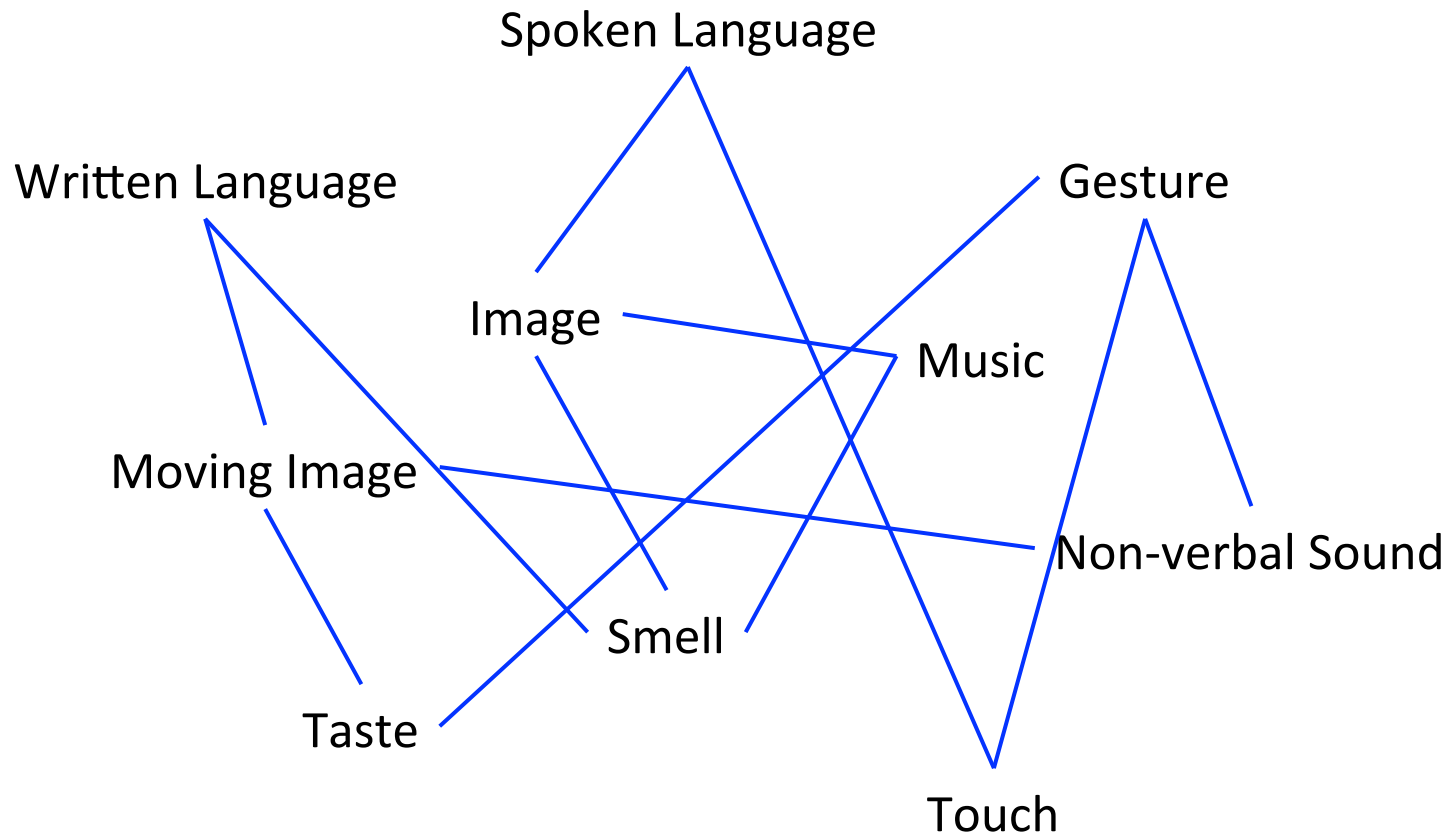 Spoken Language
Written Language
Gesture
Image
Music
Moving Image
Non-verbal Sound
Smell
Taste
Touch